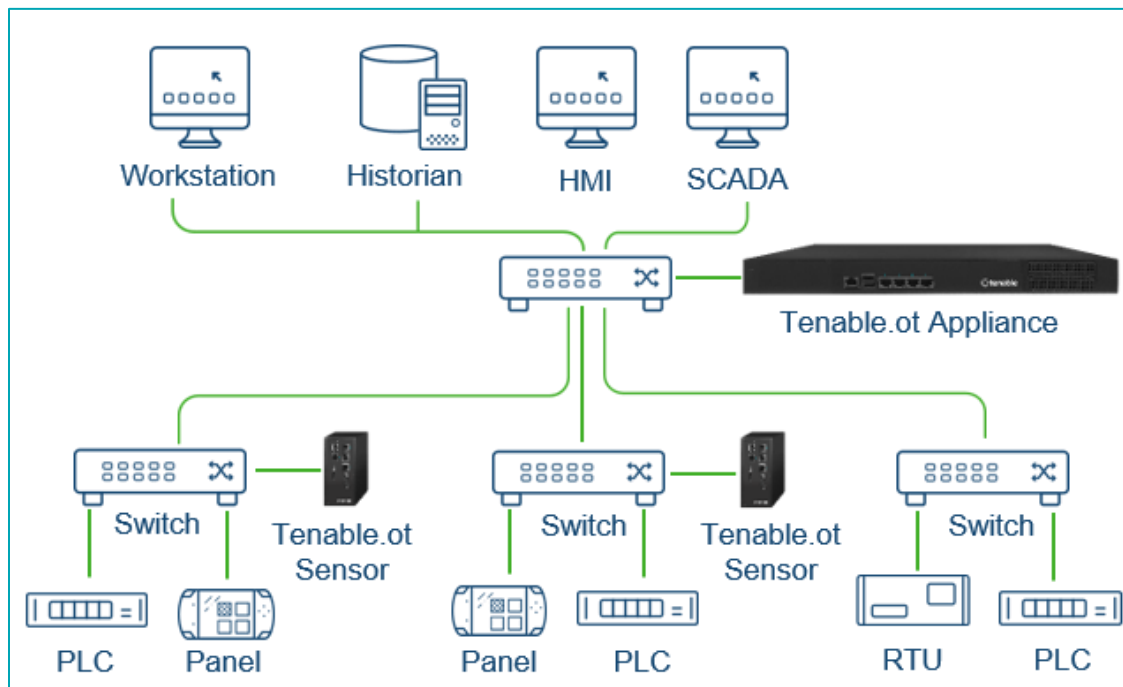 Workstation
Historian
HMI
SCADA
tenable
Tenable.ot Appliance
Switch
Tenable.ot
Sensor
Switch
Tenable.ot
Sensor
Switch
PLC
Panel
Panel
PLC
RTU
PLC